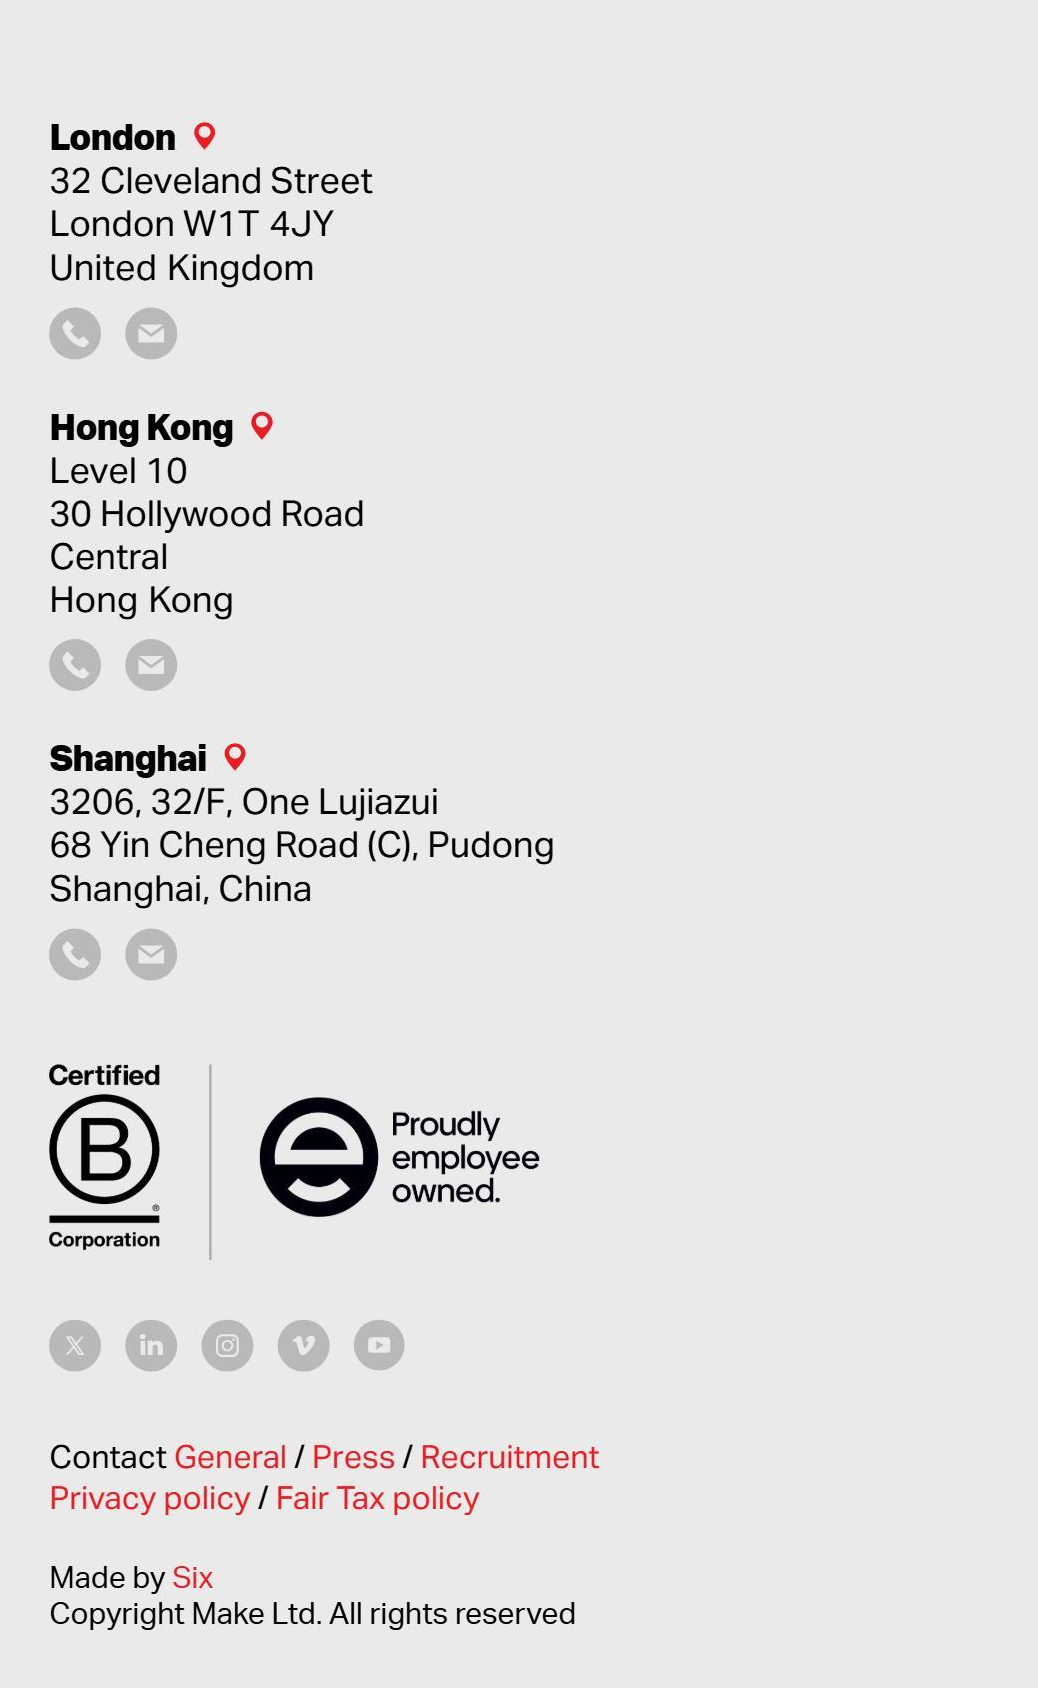 London
32 Cleveland Street
London W1T 4JY
United Kingdom
Hong Kong
Level 10
30 Hollywood Road
Central
Hong Kong
Shanghai
3206, 32/F, One Lujiazui
68 Yin Cheng Road (C), Pudong
Shanghai, China
Certified
B
®
Corporation
Proudly
employee
owned.
Contact General / Press / Recruitment
Privacy policy / Fair Tax policy
Made by Six
Copyright Make Ltd. All rights reserved